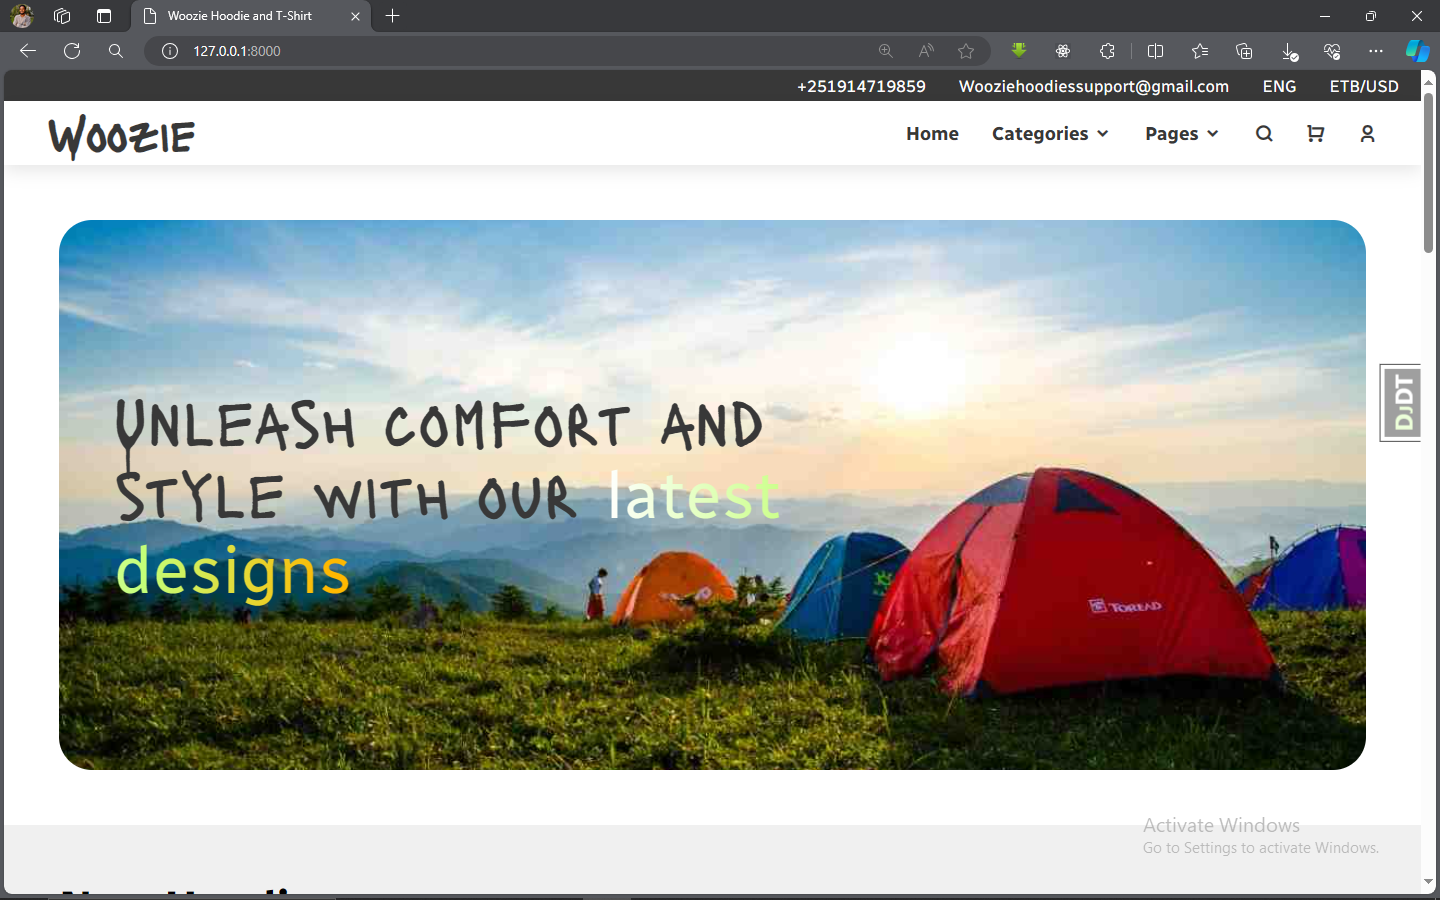 Woozie Hoodie and T-Shirt
127.0.0.1:8000
+251914719859 Wooziehoodiessupport@gmail.com ENG ETB/USD
WOOZIE
Home Categories Pages
UNLEASH COMFORT AND
STYLE WITH OUR latest
designs
TOREAD
DJDT
Activate Windows
Go to Settings to activate Windows.